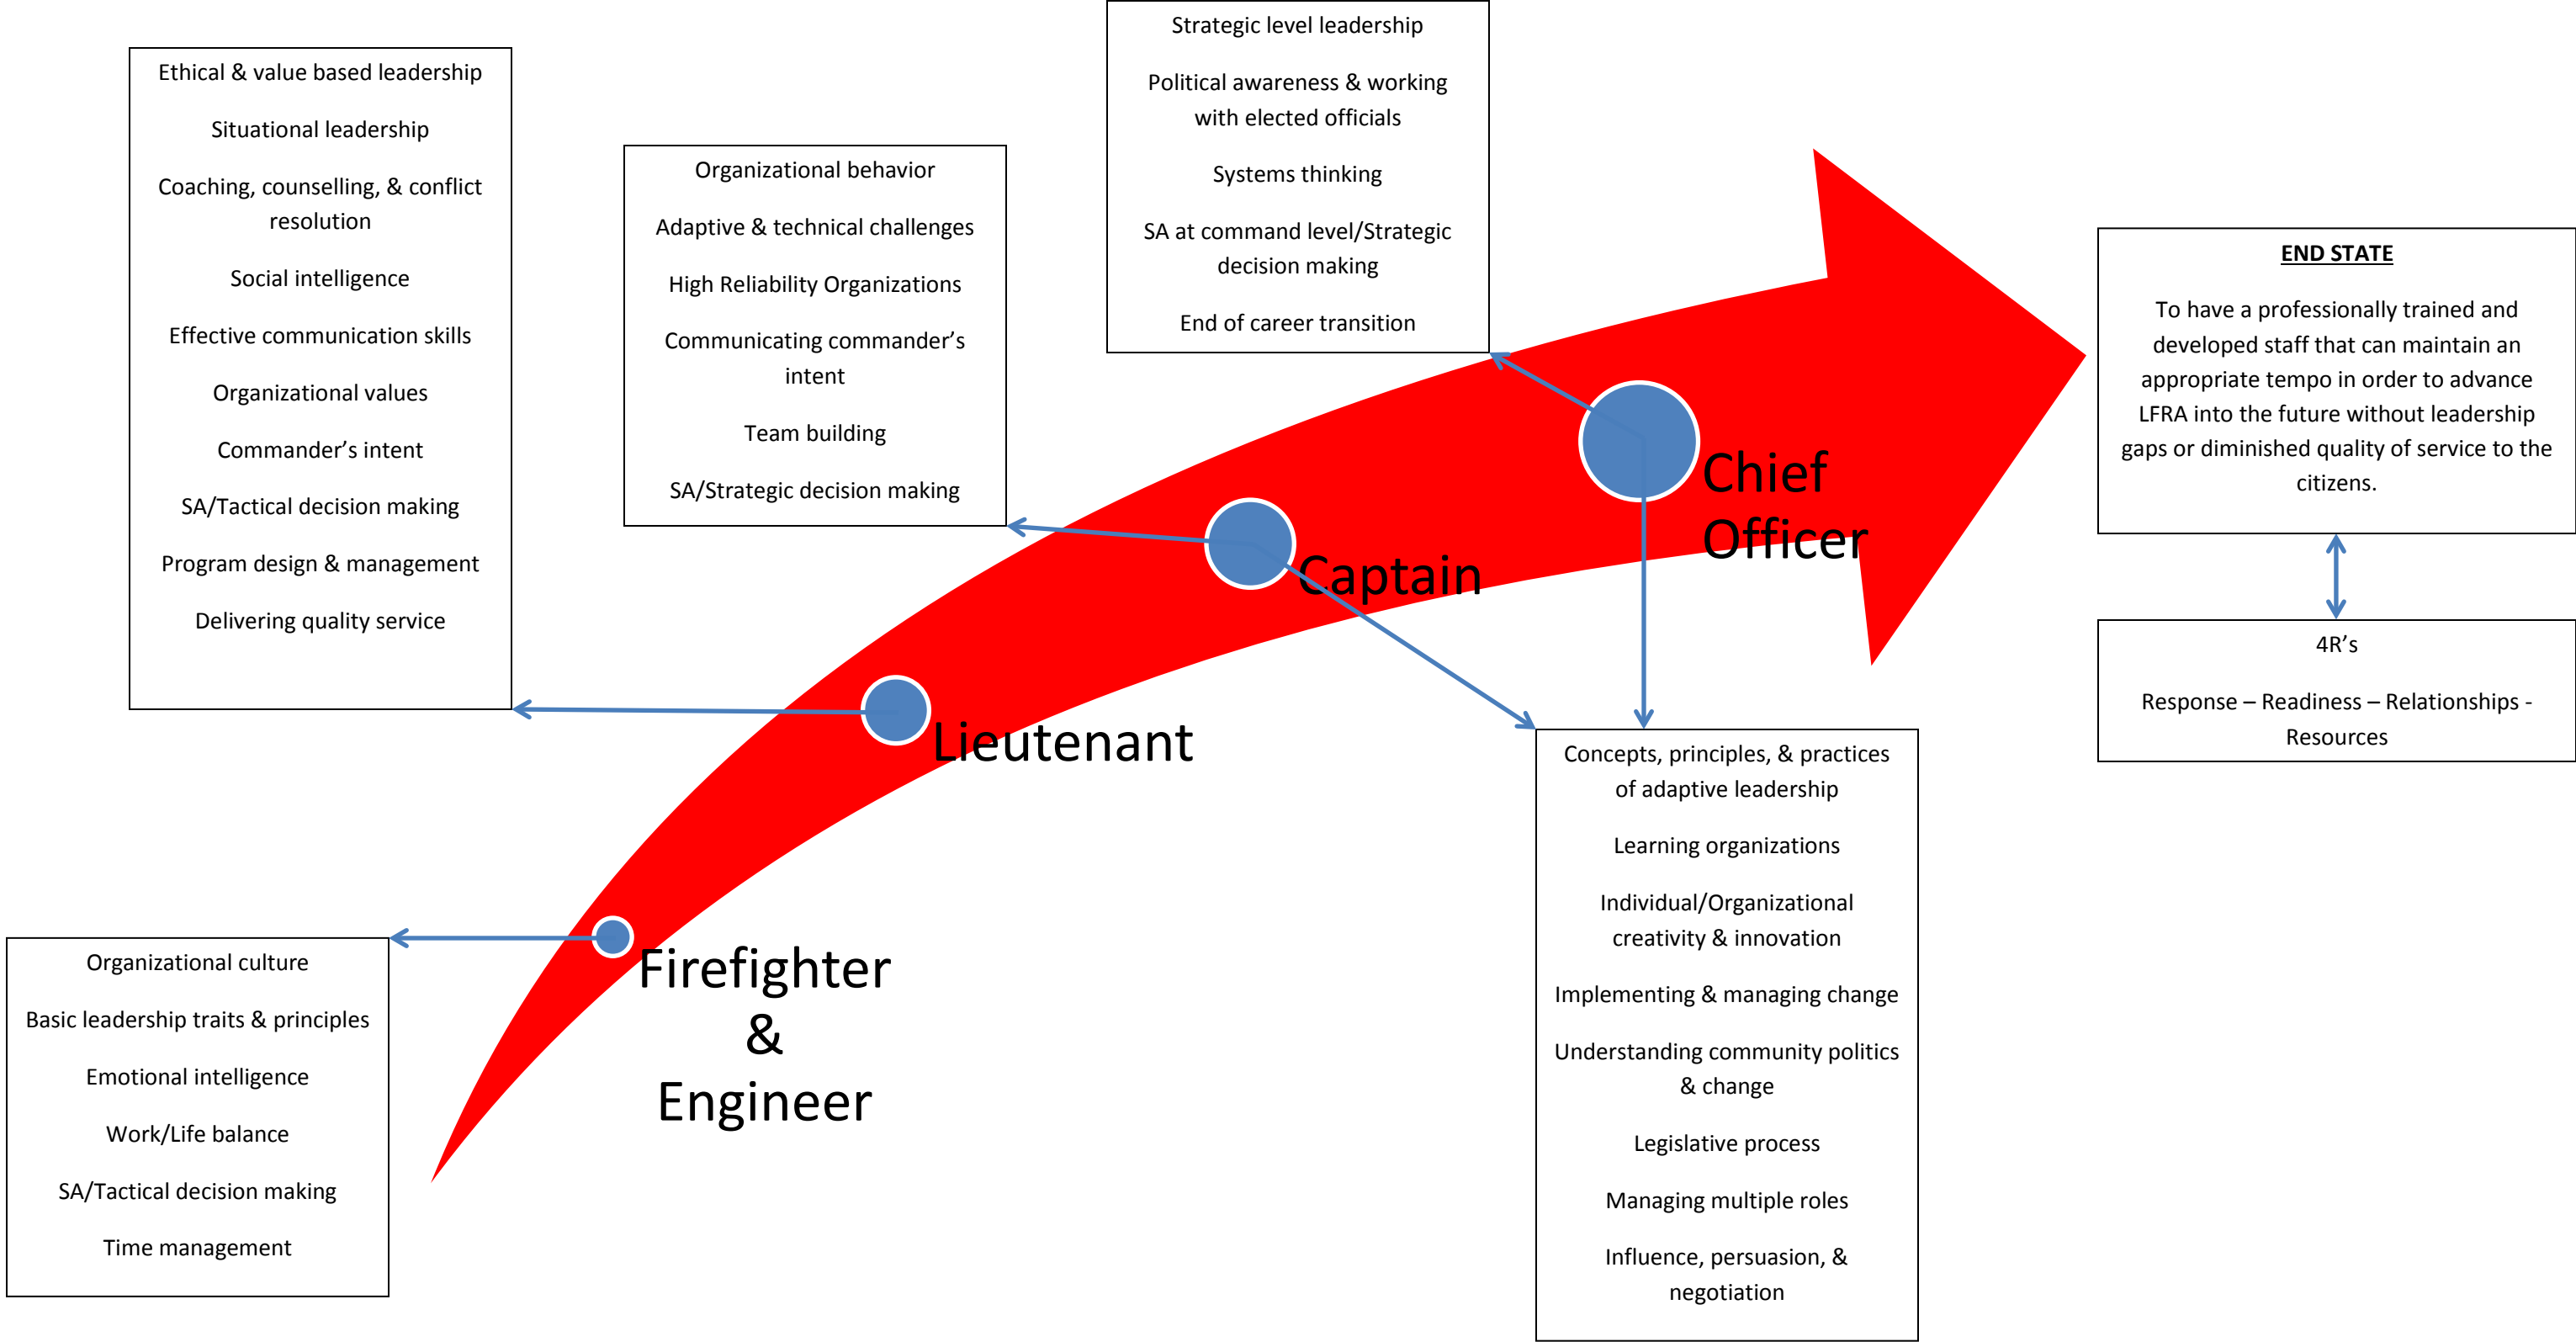 Ethical & value based leadership
Situational leadership
Coaching, counselling, & conflict
resolution
Social intelligence
Effective communication skills
Organizational values
Commander’s intent
SA/Tactical decision making
Program design & management
Delivering quality service
Organizational behavior
Adaptive & technical challenges
High Reliability Organizations
Communicating commander’s
intent
Team building
SA/Strategic decision making
Strategic level leadership
Political awareness & working
with elected officials
Systems thinking
SA at command level/Strategic
decision making
End of career transition
END STATE
To have a professionally trained and
developed staff that can maintain an
appropriate tempo in order to advance
LFRA into the future without leadership
gaps or diminished quality of service to the
citizens.
4R’s
Response – Readiness – Relationships -
Resources
Chief
Officer
Captain
Lieutenant
Firefighter
&
Engineer
Organizational culture
Basic leadership traits & principles
Emotional intelligence
Work/Life balance
SA/Tactical decision making
Time management
Concepts, principles, & practices
of adaptive leadership
Learning organizations
Individual/Organizational
creativity & innovation
Implementing & managing change
Understanding community politics
& change
Legislative process
Managing multiple roles
Influence, persuasion, &
negotiation